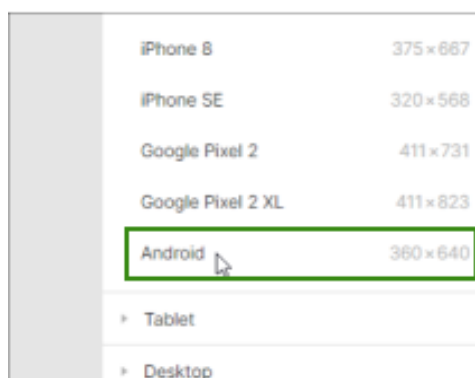 iPhone 8 375×667
iPhone SE 320×568
Google Pixel 2 411×731
Google Pixel 2 XL 411×823
Android 360×640
Tablet
Desktop